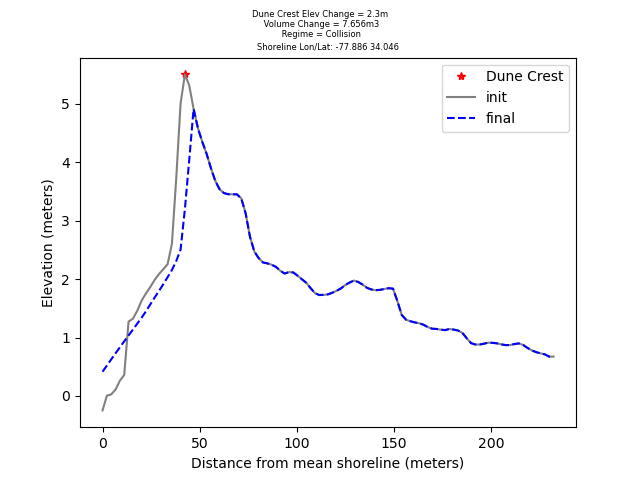 Dune Crest Elev Change = 2.3m
Volume Change = 7.656m3
Regime = Collision
Shoreline Lon/Lat: -77.886 34.046
Dune Crest
init
final
Elevation (meters)
5
4
3
2
1
0
0 50 100 150 200
Distance from mean shoreline (meters)